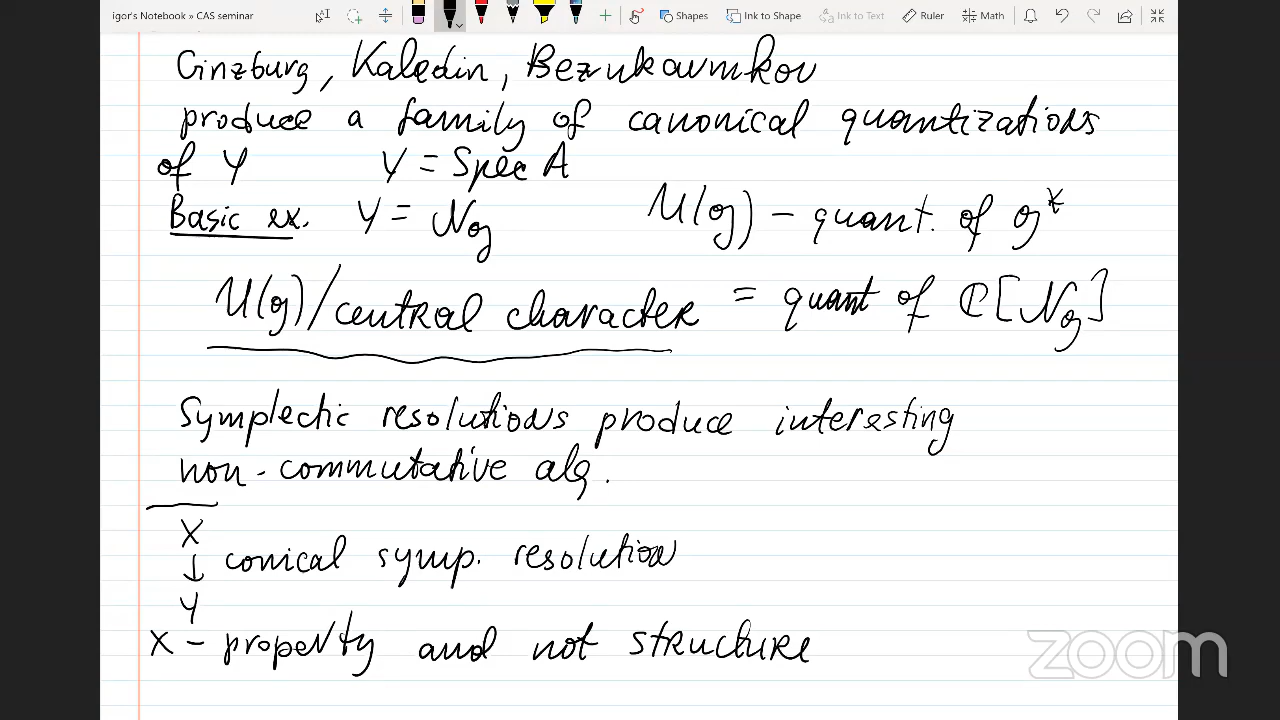 igor's Notebook » CAS seminar
Shapes Ink to Shape Ink to Text Ruler Math
Ginzburg, Kaledin, Bezrukavnikov
produce a family of canonical quantizations
of Y Y = Spec A
Basic ex. Y = N_g U(g) – quant. of g*
U(g)/central character = quant of ℂ[N_g]
Symplectic resolutions produce interesting
non-commutative alg.
X
↓ conical symp. resolution
Y
X – property and not structure
zoom